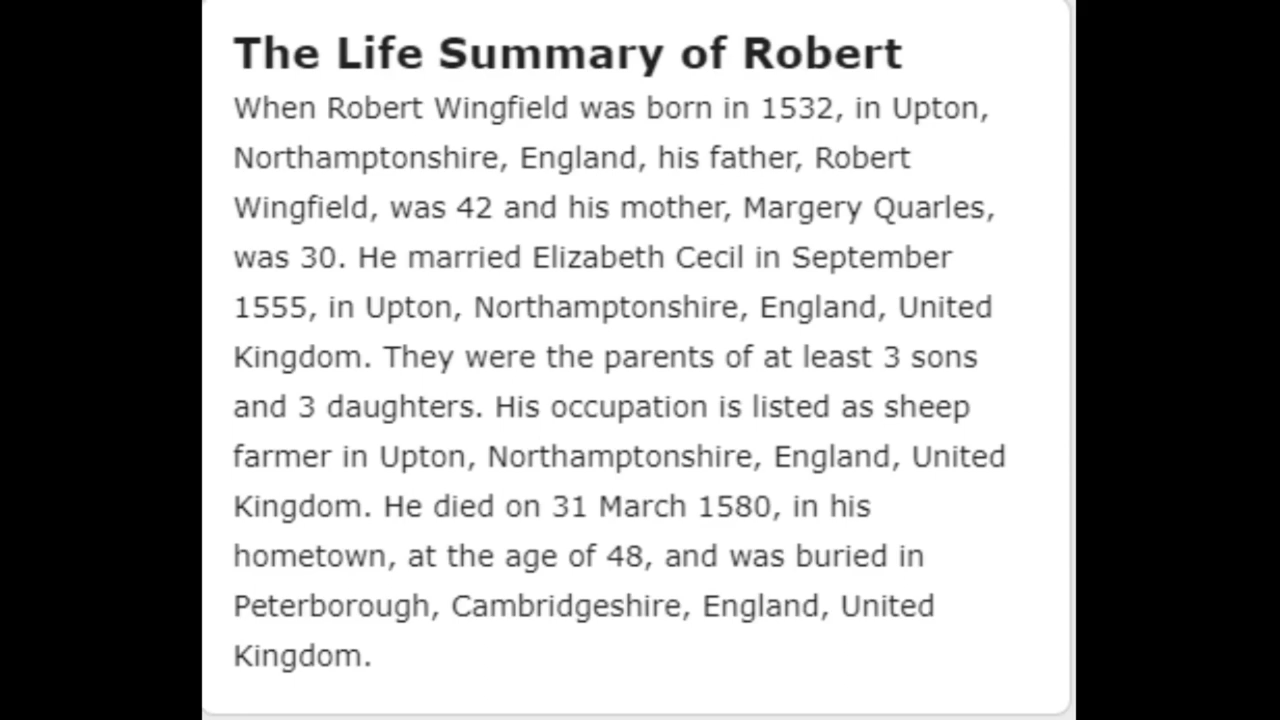 The Life Summary of Robert
When Robert Wingfield was born in 1532, in Upton,
Northamptonshire, England, his father, Robert
Wingfield, was 42 and his mother, Margery Quarles,
was 30. He married Elizabeth Cecil in September
1555, in Upton, Northamptonshire, England, United
Kingdom. They were the parents of at least 3 sons
and 3 daughters. His occupation is listed as sheep
farmer in Upton, Northamptonshire, England, United
Kingdom. He died on 31 March 1580, in his
hometown, at the age of 48, and was buried in
Peterborough, Cambridgeshire, England, United
Kingdom.